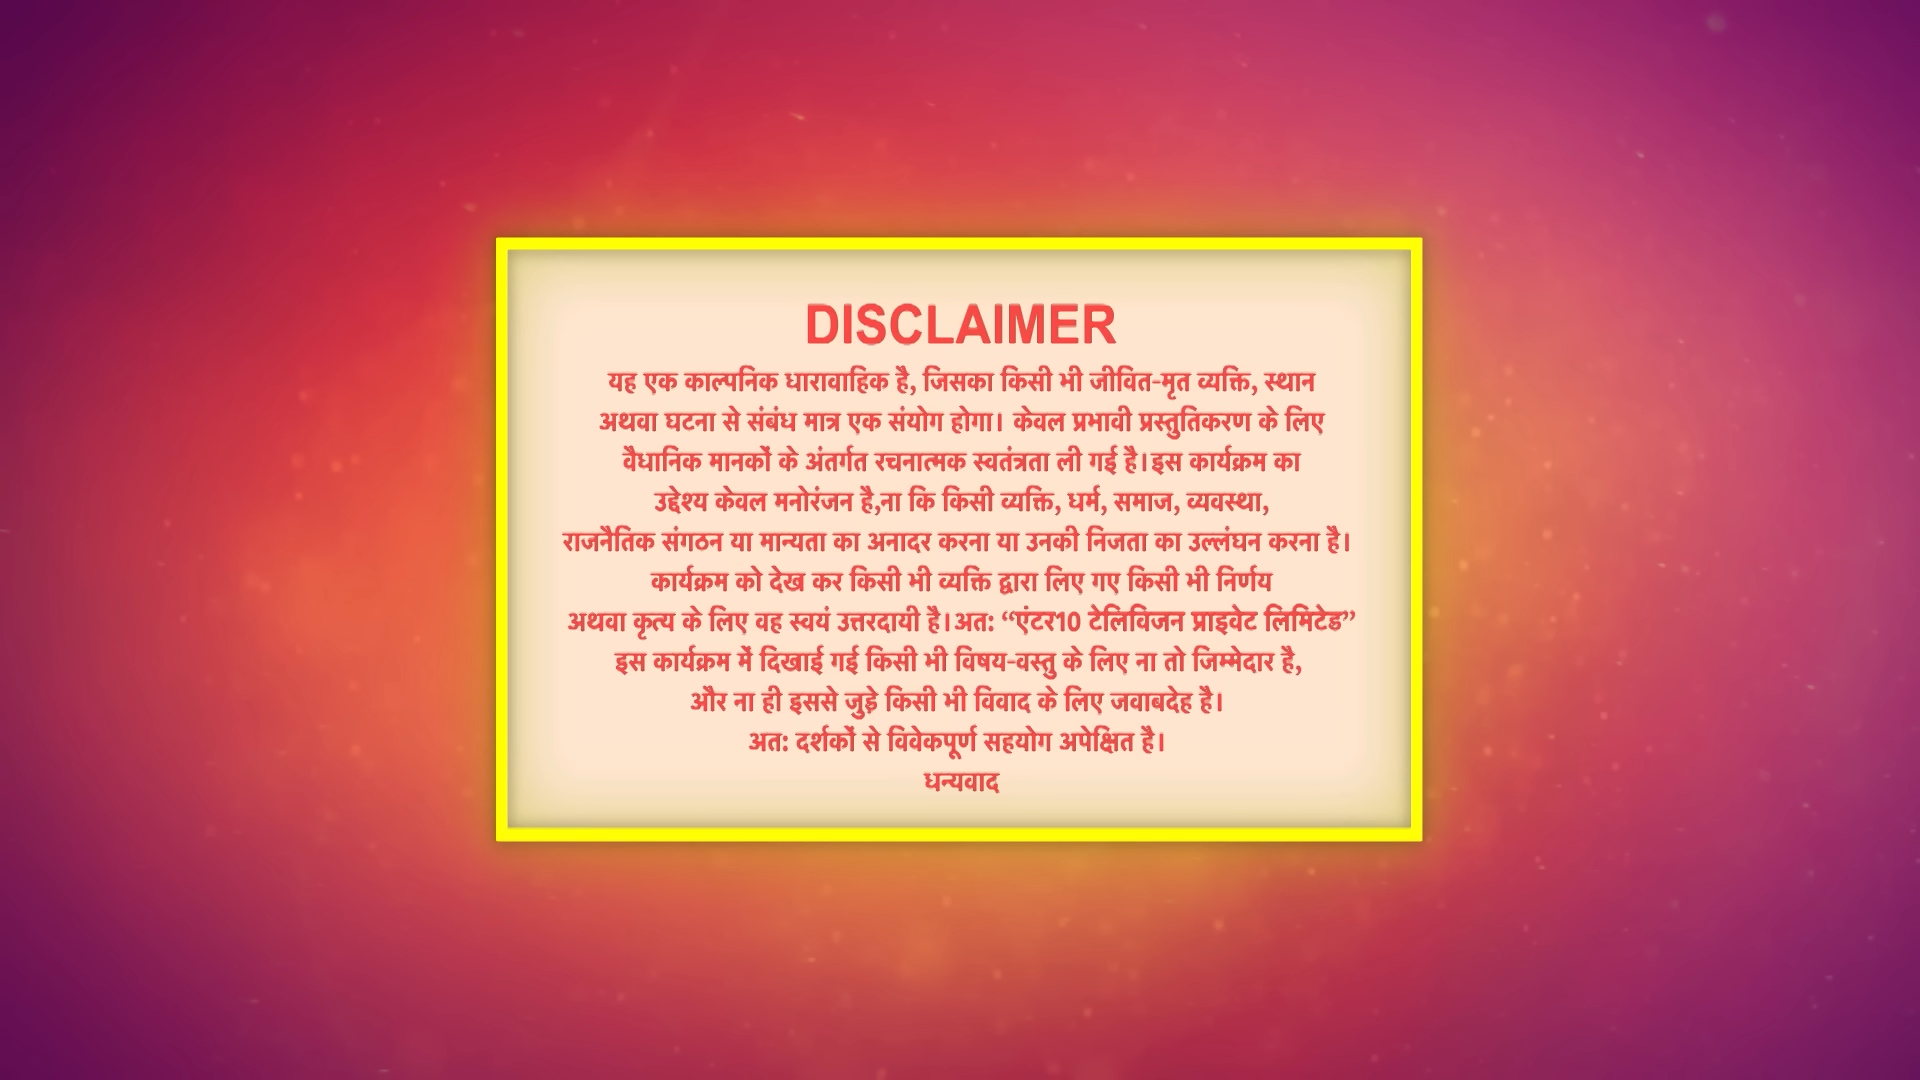 DISCLAIMER
यह एक काल्पनिक धारावाहिक है, जिसका किसी भी जीवित-मृत व्यक्ति, स्थान
अथवा घटना से संबंध मात्र एक संयोग होगा। केवल प्रभावी प्रस्तुतिकरण के लिए
वैधानिक मानकों के अंतर्गत रचनात्मक स्वतंत्रता ली गई है।इस कार्यक्रम का
उद्देश्य केवल मनोरंजन है,ना कि किसी व्यक्ति, धर्म, समाज, व्यवस्था,
राजनैतिक संगठन या मान्यता का अनादर करना या उनकी निजता का उल्लंघन करना है।
कार्यक्रम को देख कर किसी भी व्यक्ति द्वारा लिए गए किसी भी निर्णय
अथवा कृत्य के लिए वह स्वयं उत्तरदायी है।अत: “एंटर10 टेलिविजन प्राइवेट लिमिटेड”
इस कार्यक्रम में दिखाई गई किसी भी विषय-वस्तु के लिए ना तो जिम्मेदार है,
और ना ही इससे जुड़े किसी भी विवाद के लिए जवाबदेह है।
अत: दर्शकों से विवेकपूर्ण सहयोग अपेक्षित है।
धन्यवाद